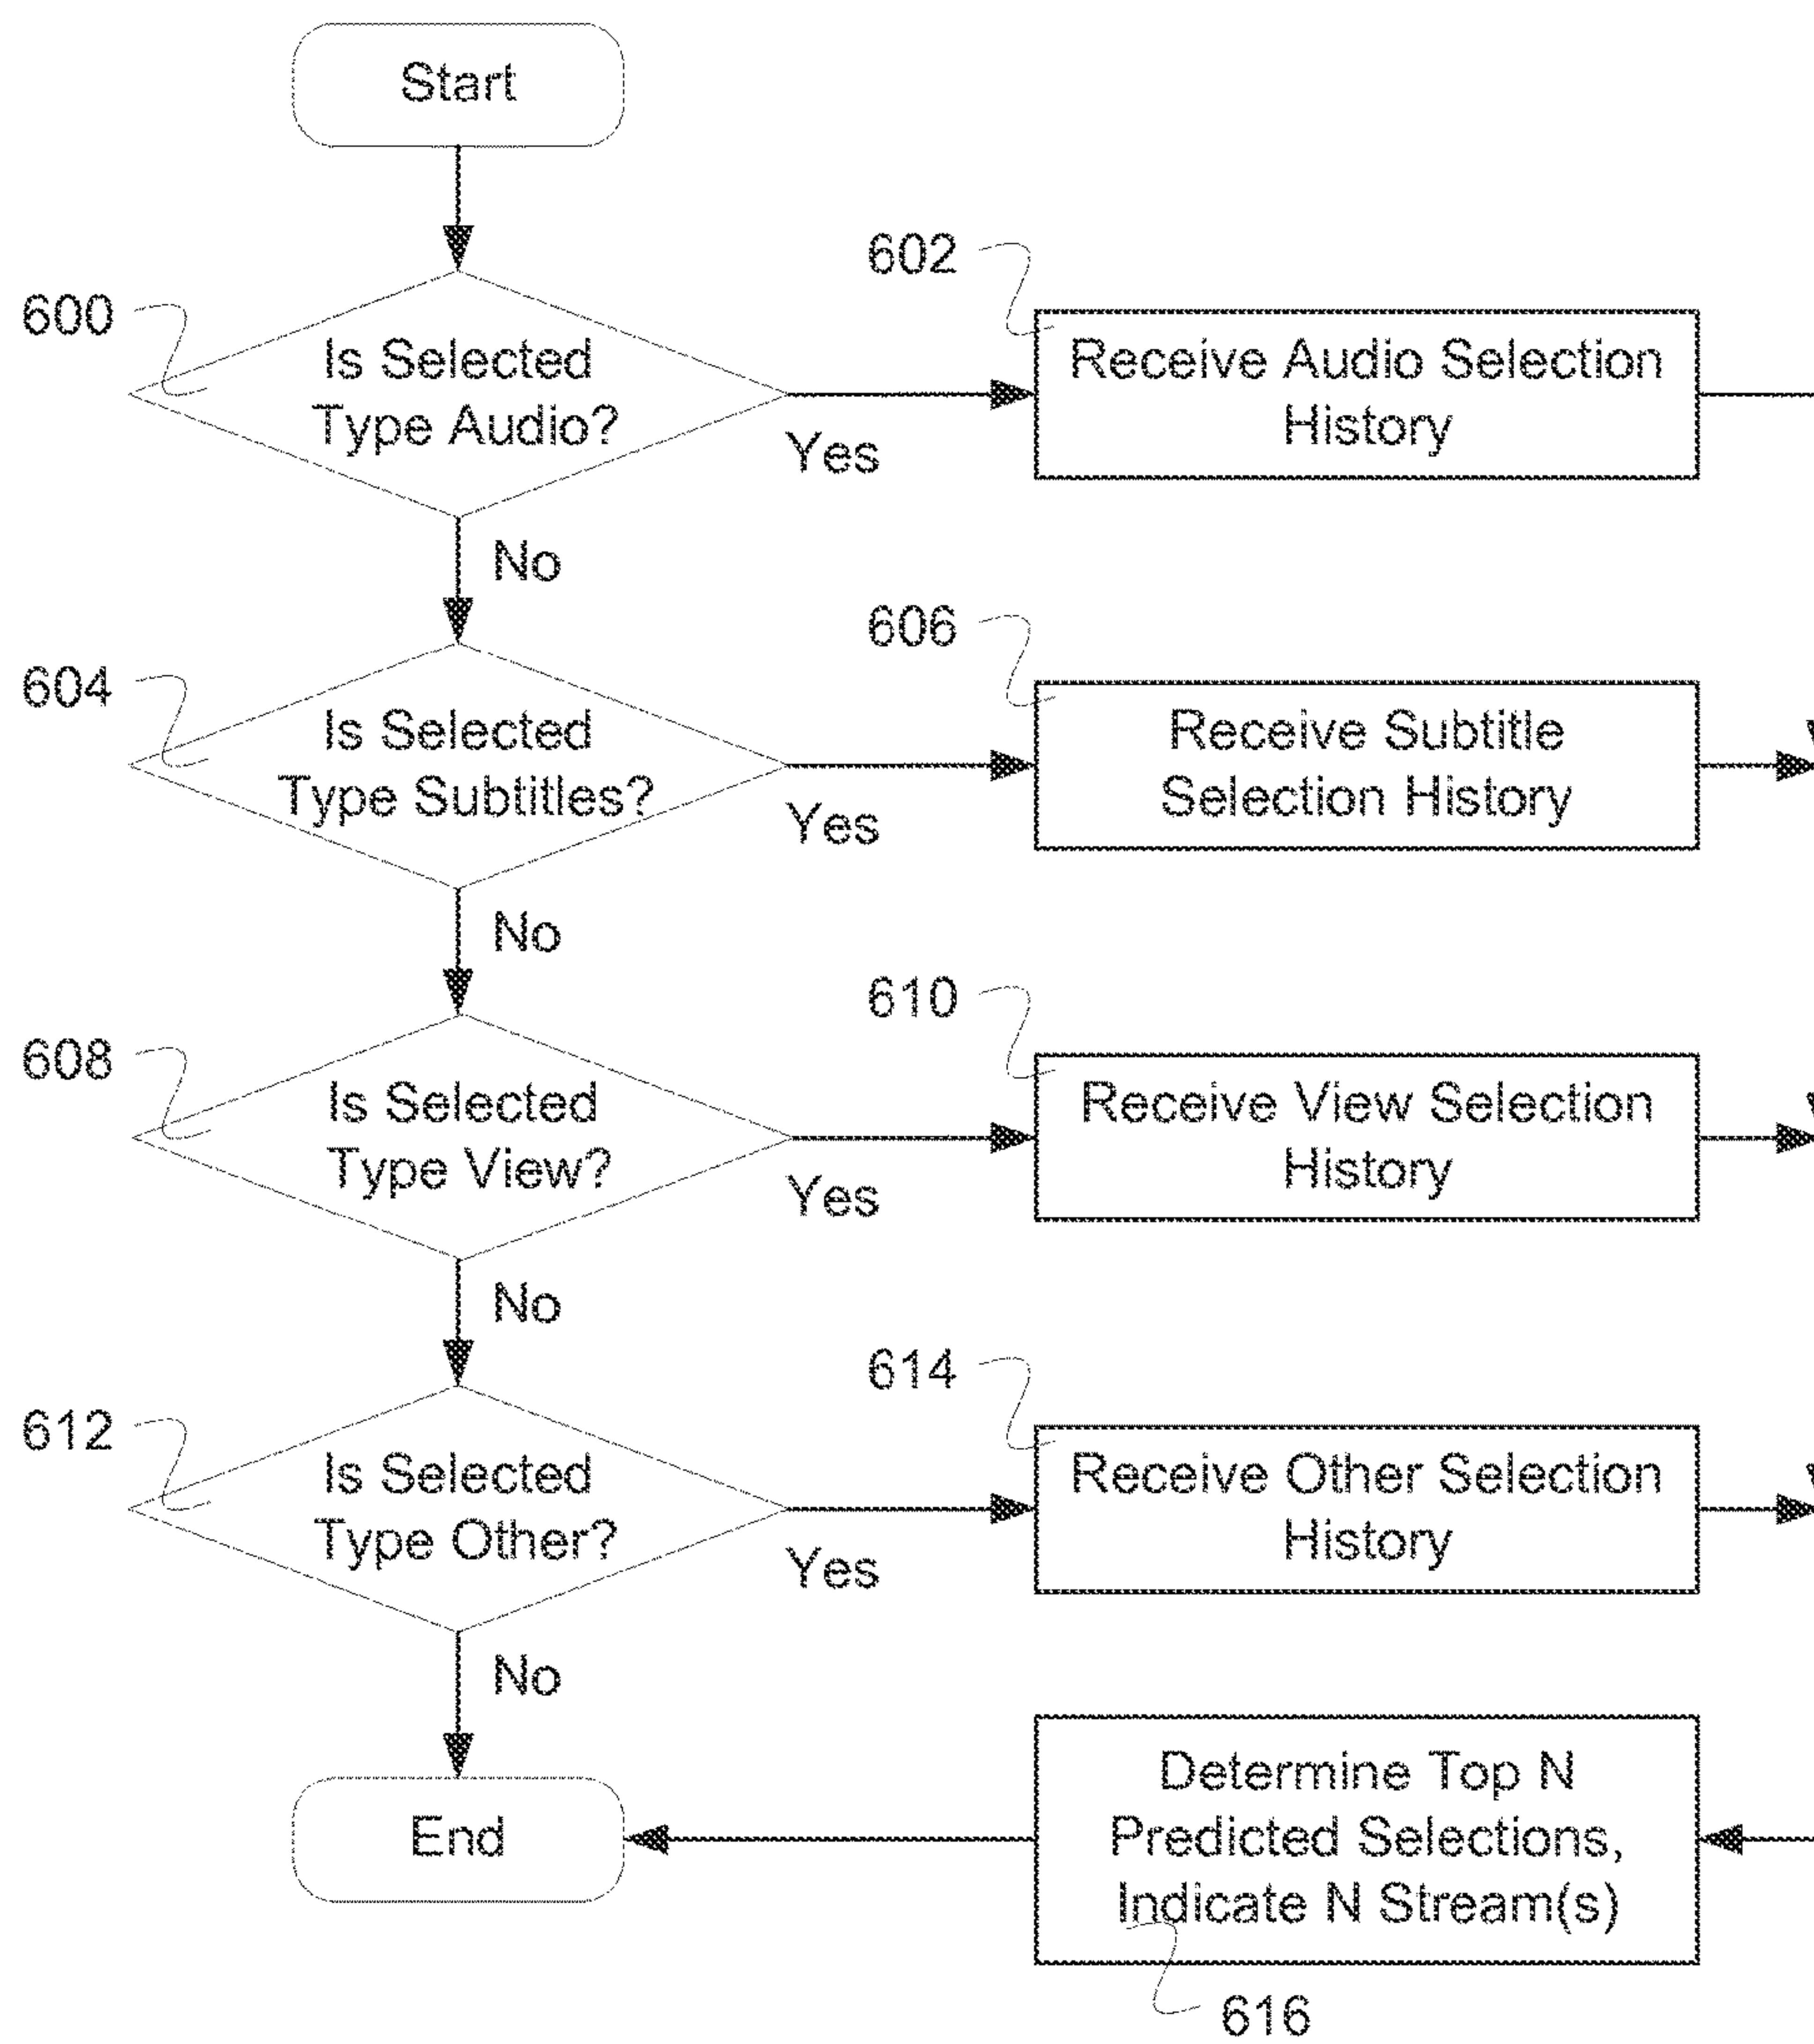 Start
600
Is Selected
Type Audio?
Yes
602
Receive Audio Selection
History
No
604
Is Selected
Type Subtitles?
Yes
606
Receive Subtitle
Selection History
No
608
Is Selected
Type View?
Yes
610
Receive View Selection
History
No
612
Is Selected
Type Other?
Yes
614
Receive Other Selection
History
No
End
Determine Top N
Predicted Selections,
Indicate N Stream(s)
616